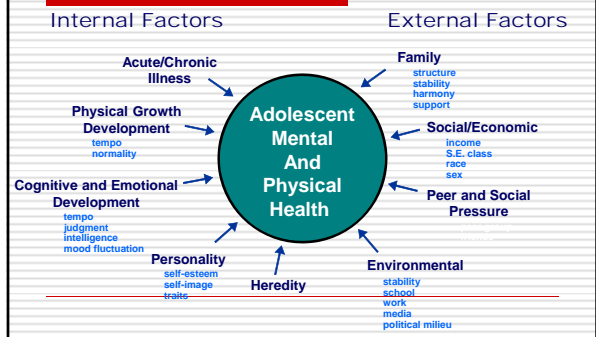 Internal Factors
External Factors
Acute/Chronic
Illness
Physical Growth
Development
tempo
normality
Cognitive and Emotional
Development
tempo
judgment
intelligence
mood fluctuation
Personality
self-esteem
self-image
traits
Heredity
Adolescent
Mental
And
Physical
Health
Family
structure
stability
harmony
support
Social/Economic
income
S.E. class
race
sex
Peer and Social
Pressure
Environmental
stability
school
work
media
political milieu